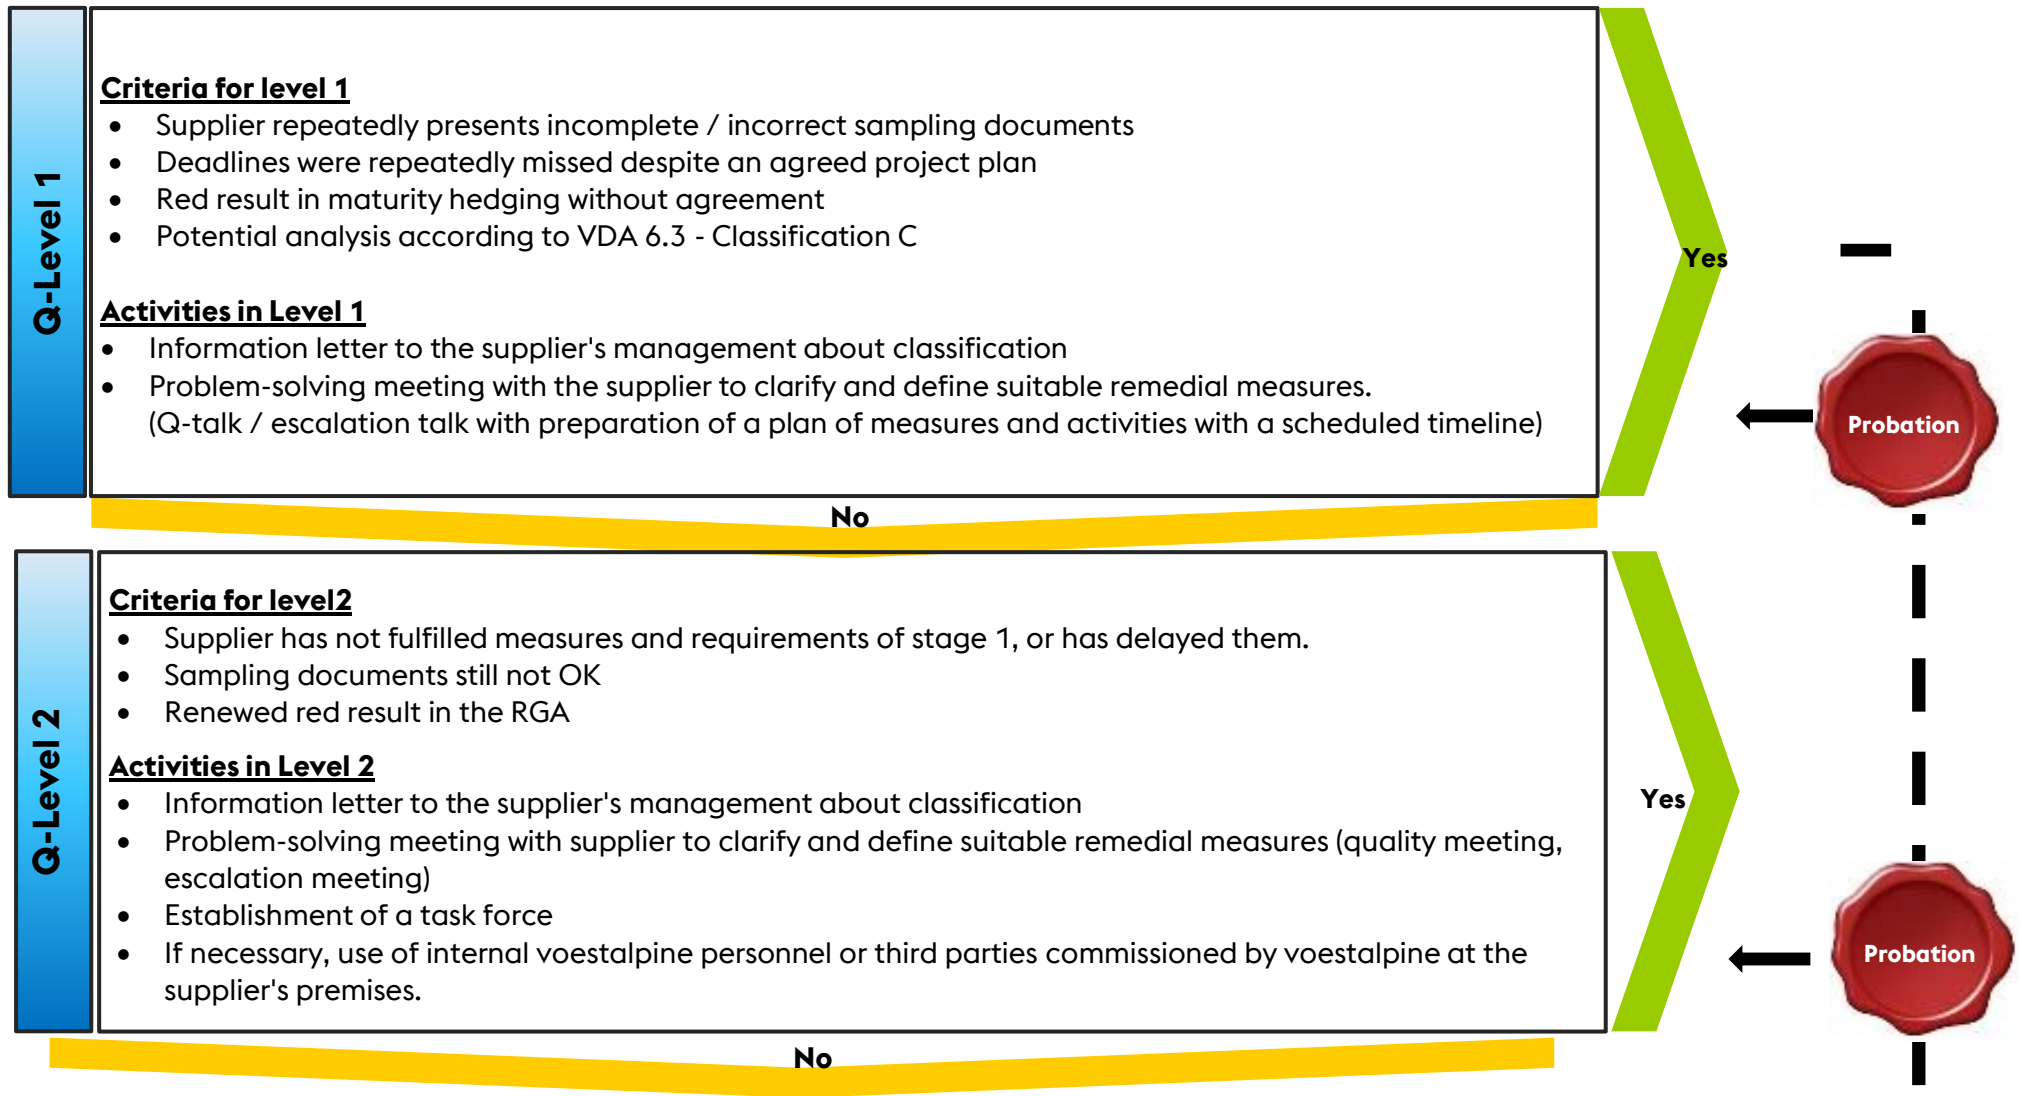 Q-Level 1
Criteria for level 1
• Supplier repeatedly presents incomplete / incorrect sampling documents
• Deadlines were repeatedly missed despite an agreed project plan
• Red result in maturity hedging without agreement
• Potential analysis according to VDA 6.3 - Classification C
Activities in Level 1
• Information letter to the supplier's management about classification
• Problem-solving meeting with the supplier to clarify and define suitable remedial measures.
(Q-talk / escalation talk with preparation of a plan of measures and activities with a scheduled timeline)
Yes
Probation
No
Q-Level 2
Criteria for level2
• Supplier has not fulfilled measures and requirements of stage 1, or has delayed them.
• Sampling documents still not OK
• Renewed red result in the RGA
Activities in Level 2
• Information letter to the supplier's management about classification
• Problem-solving meeting with supplier to clarify and define suitable remedial measures (quality meeting,
escalation meeting)
• Establishment of a task force
• If necessary, use of internal voestalpine personnel or third parties commissioned by voestalpine at the
supplier's premises.
Yes
Probation
No